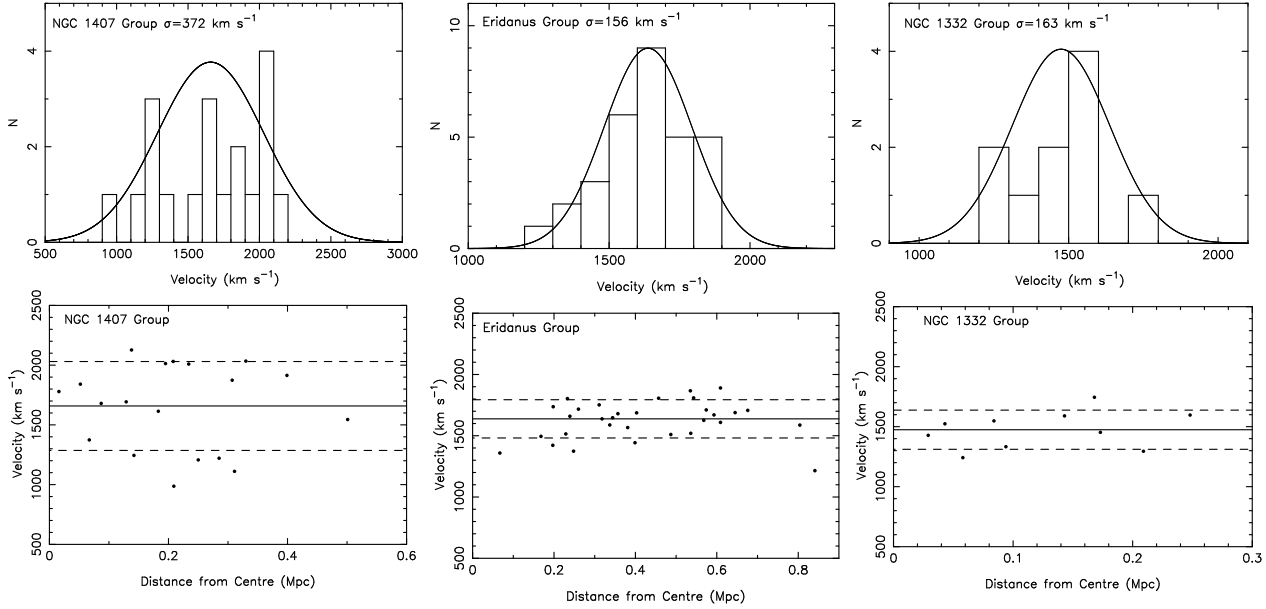 NGC 1407 Group σ=372 km s⁻¹
N
0
2
4
500
1000
1500
2000
2500
3000
Velocity (km s⁻¹)
Eridanus Group σ=156 km s⁻¹
N
0
5
10
1000
1500
2000
Velocity (km s⁻¹)
NGC 1332 Group σ=163 km s⁻¹
N
0
2
4
1000
1500
2000
Velocity (km s⁻¹)
NGC 1407 Group
Velocity (km s⁻¹)
500
1000
1500
2000
2500
0
0.2
0.4
0.6
Distance from Centre (Mpc)
Eridanus Group
Velocity (km s⁻¹)
500
1000
1500
2000
2500
0
0.2
0.4
0.6
0.8
Distance from Centre (Mpc)
NGC 1332 Group
Velocity (km s⁻¹)
500
1000
1500
2000
2500
0
0.1
0.2
0.3
Distance from Centre (Mpc)